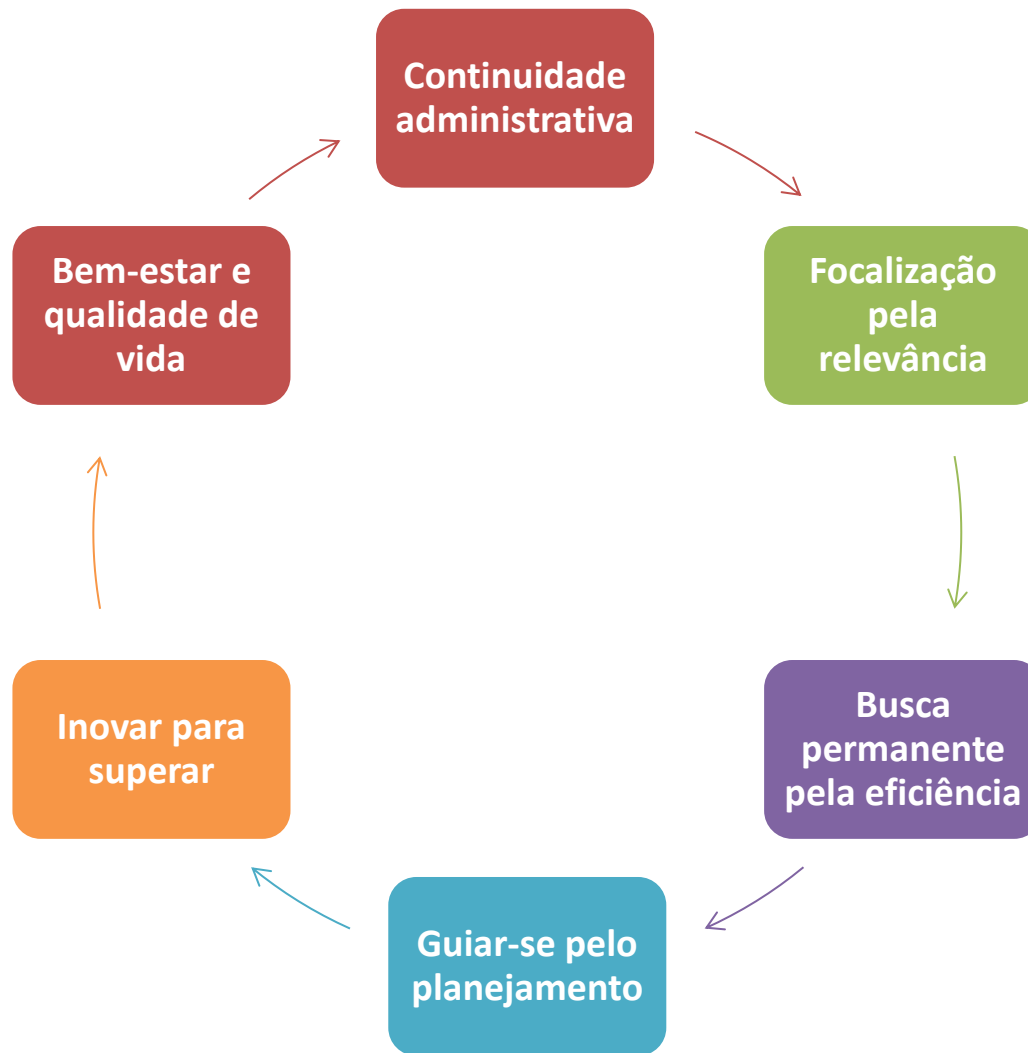 Continuidade
administrativa
Focalização
pela
relevância
Busca
permanente
pela eficiência
Guiar-se pelo
planejamento
Inovar para
superar
Bem-estar e
qualidade de
vida